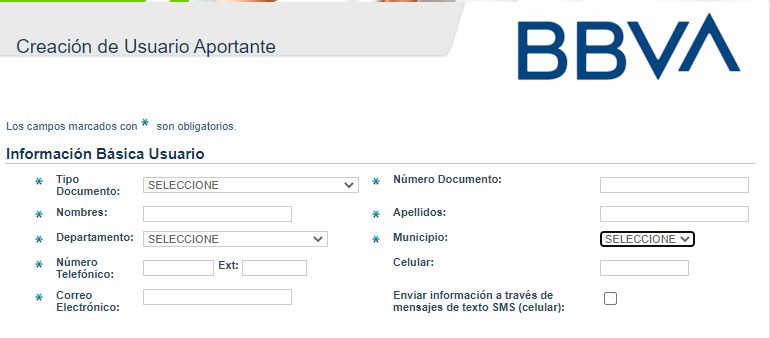 Creación de Usuario Aportante
BBVA
Los campos marcados con * son obligatorios.
Información Básica Usuario
* Tipo
Documento:
SELECCIONE
* Número Documento:
* Nombres:
* Apellidos:
* Departamento:
SELECCIONE
* Municipio:
SELECCIONE
* Número
Telefónico:
Ext:
Celular:
* Correo
Electrónico:
Enviar información a través de
mensajes de texto SMS (celular):